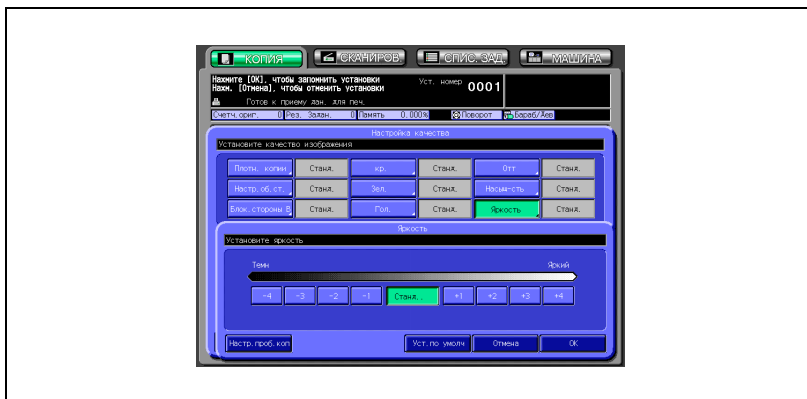 КОПИЯ СКАНИРОВ СПИС. ЗАД. МАШИНА
Нажмите [OK], чтобы запомнить установки
Нажм. [Отмена], чтобы отменить установки
Уст. номер 0001
Готов к приему дан. для печ.
Счетч.ориг. 0 Рез. Задан. 0 Память 0.000% Поворот Бараб/Лев
Настройка качества
Установите качество изображения
Плотн. копии Станд. кр. Станд. Отт Станд.
Настр.об.ст. Станд. Зел. Станд. Насыщ-сть Станд.
Блок.стороны В Станд. Гол. Станд. Яркость Станд.
Яркость
Установите яркость
Темн Яркий
-4 -3 -2 -1 Станд. +1 +2 +3 +4
Настр.проб.коп Уст.по умолч Отмена OK